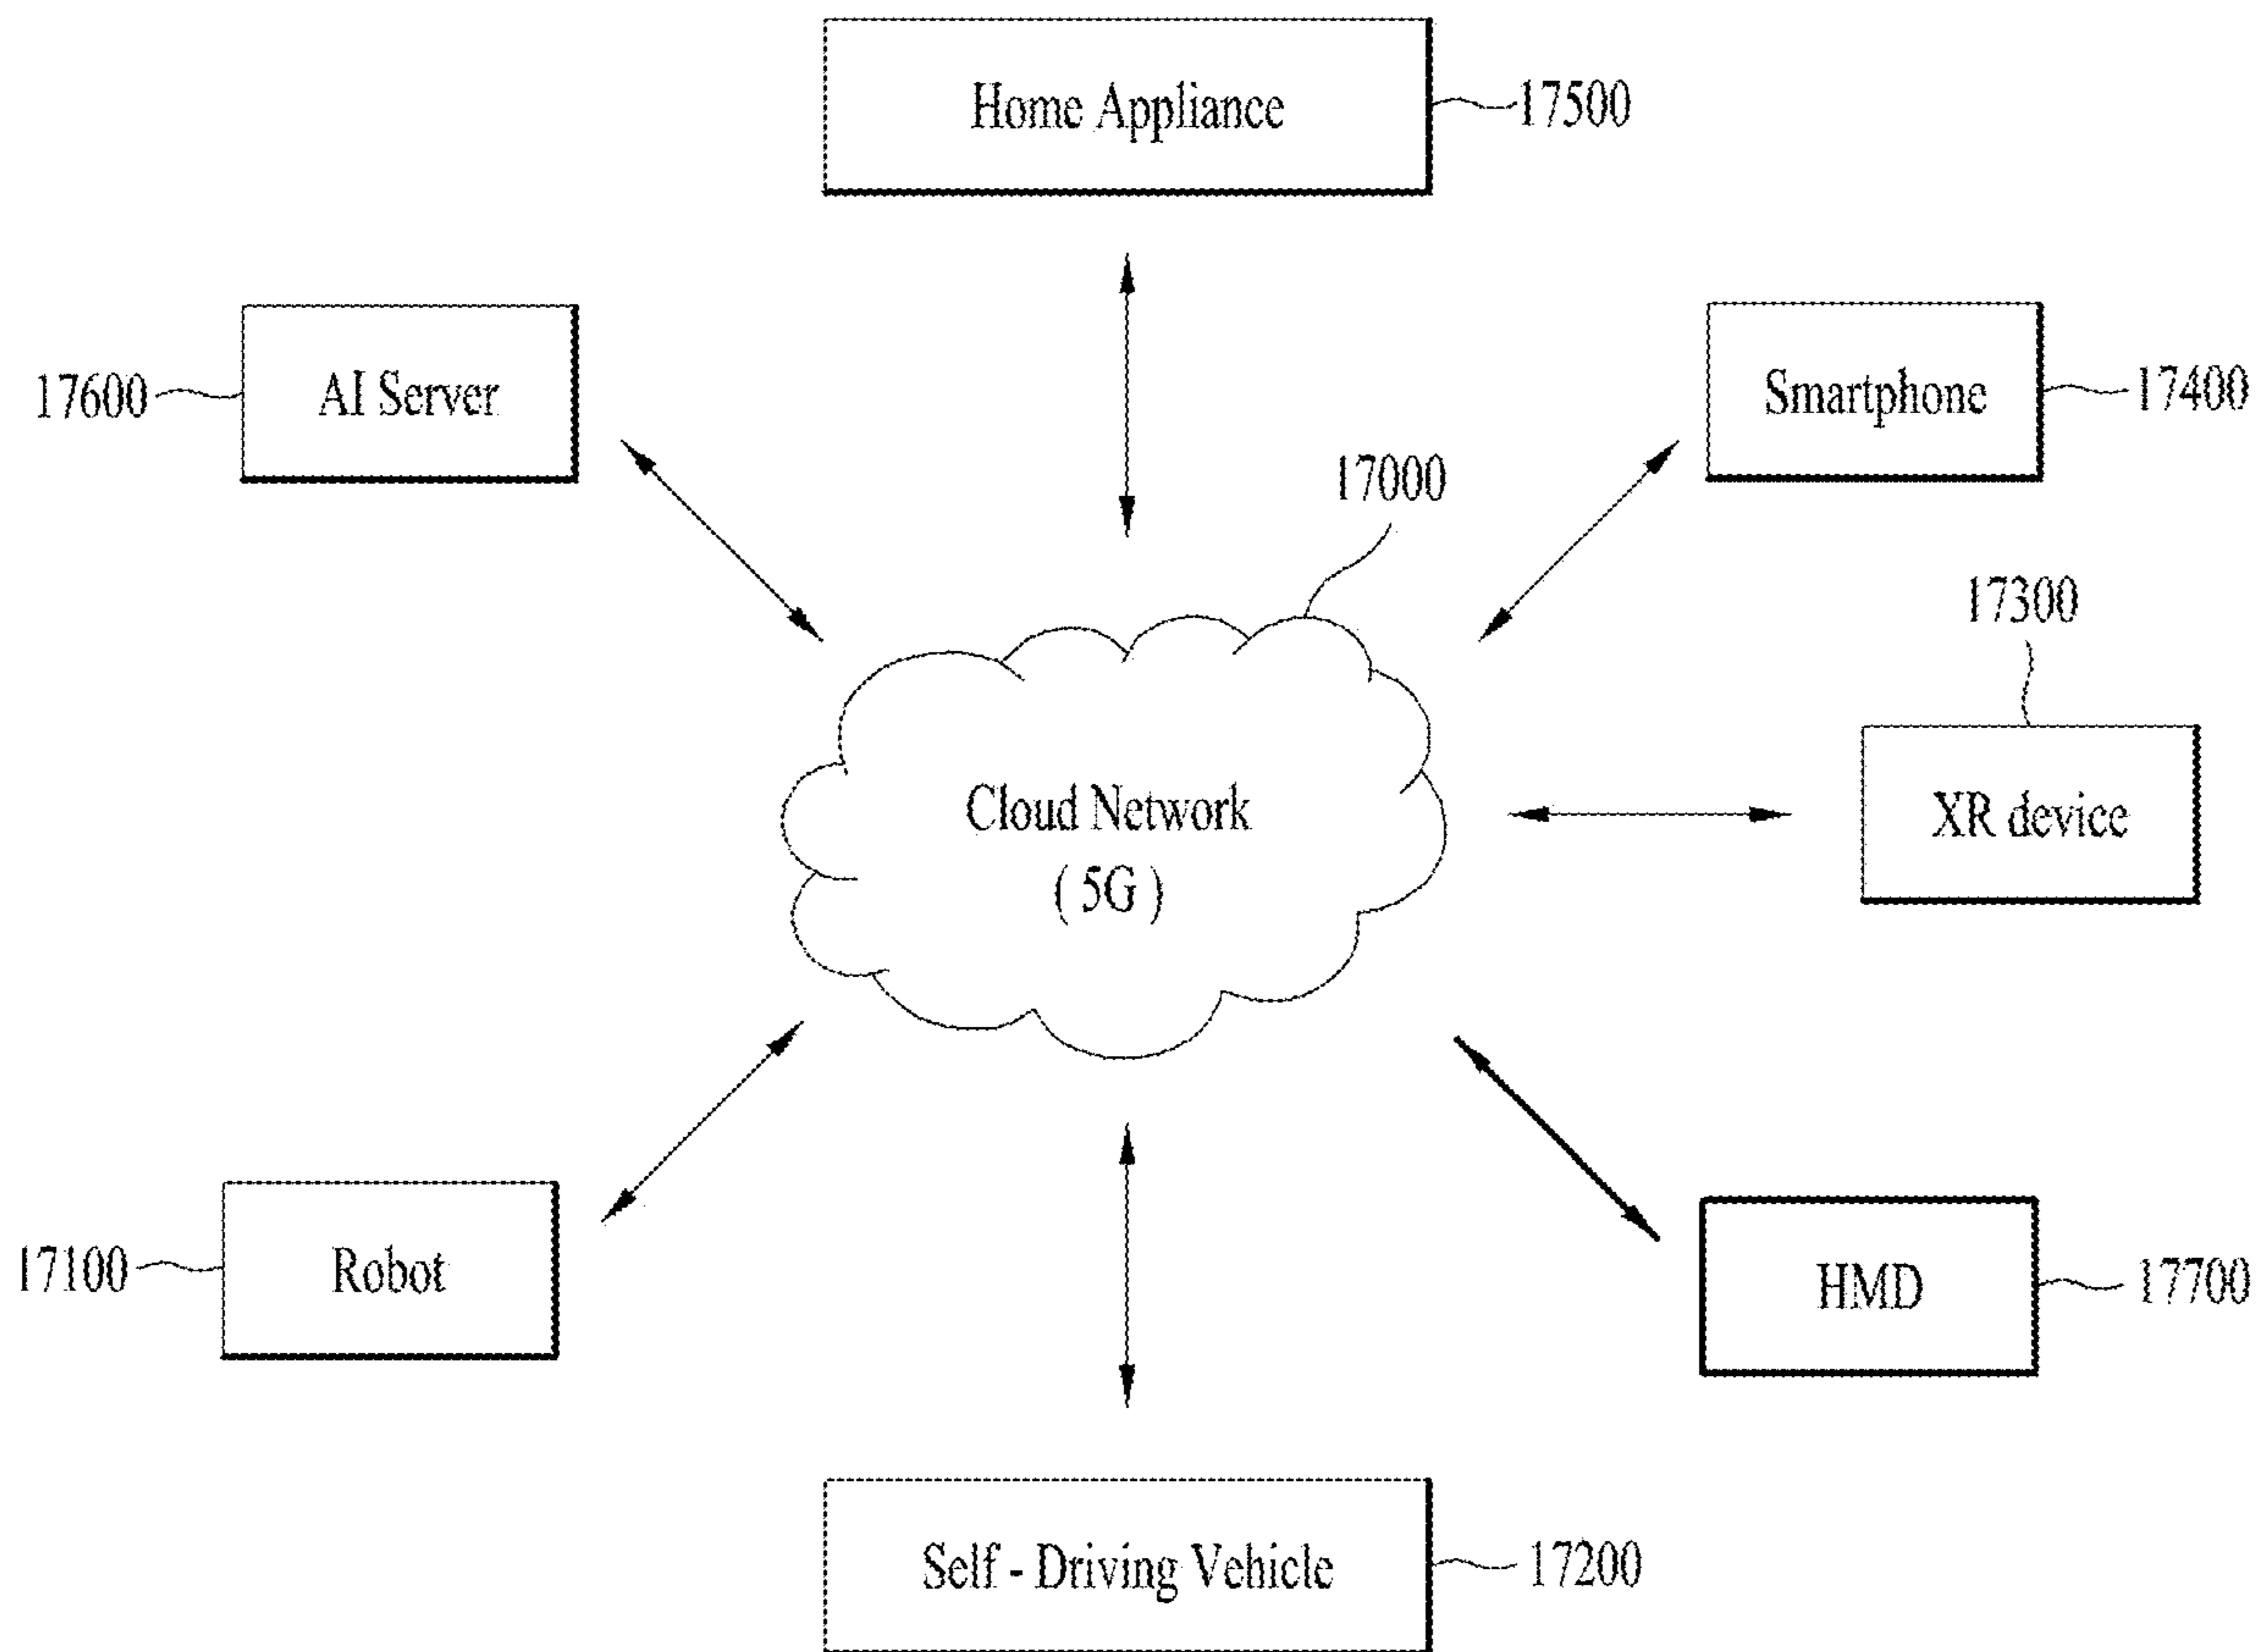 Home Appliance
17500
17600
AI Server
Smartphone
17400
17000
17300
Cloud Network
( 5G )
XR device
17100
Robot
HMD
17700
Self - Driving Vehicle
17200